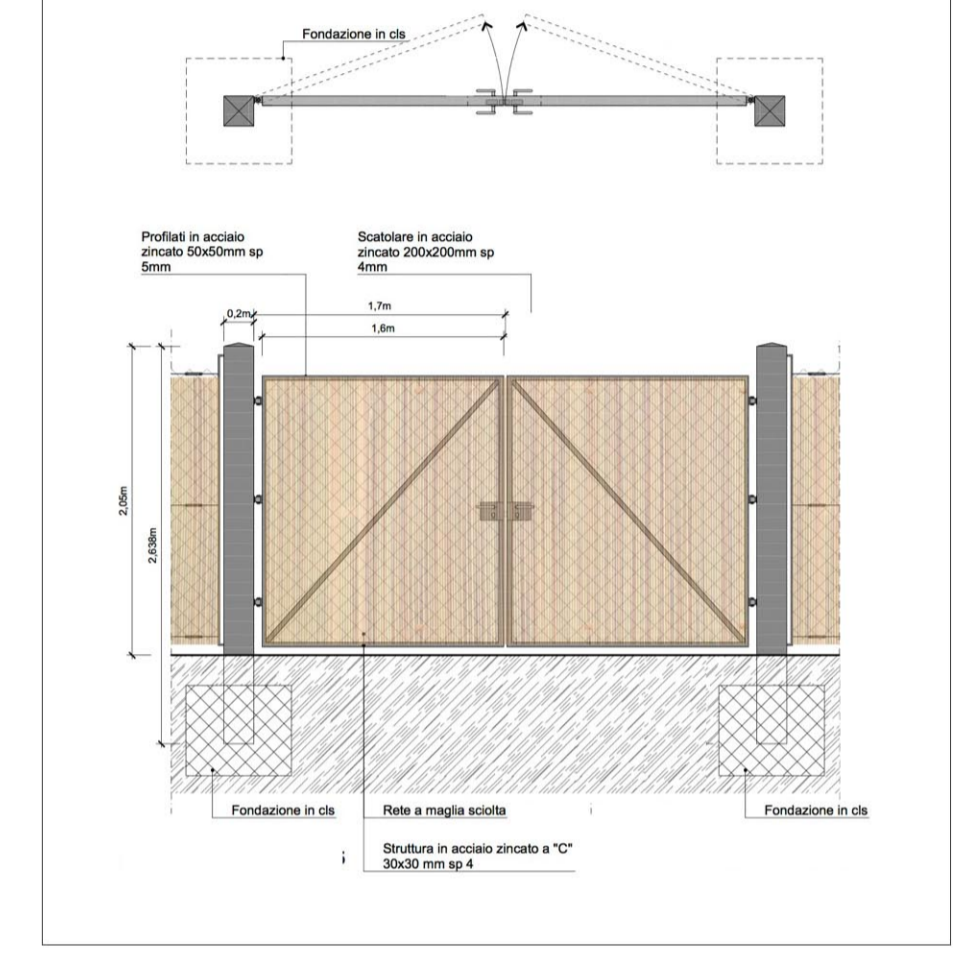 Fondazione in cls
Profilati in acciaio
zincato 50x50mm sp
5mm
Scatolare in acciaio
zincato 200x200mm sp
4mm
1,7m
0,2m
1,6m
2,05m
2,638m
Fondazione in cls
Rete a maglia sciolta
Fondazione in cls
Struttura in acciaio zincato a "C"
30x30 mm sp 4